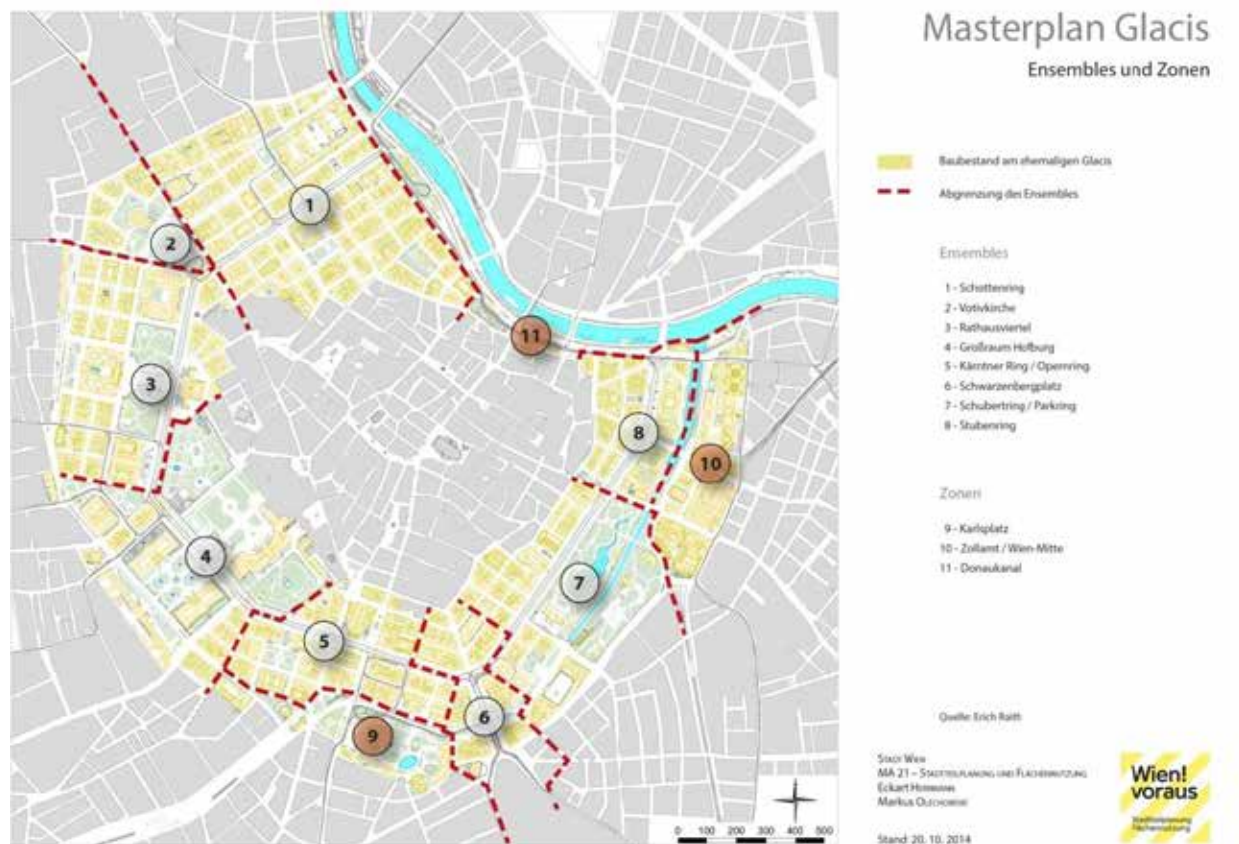 Masterplan Glacis
Ensembles und Zonen
Baubestand am ehemaligen Glacis
Abgrenzung des Ensembles
Ensembles
1 - Schottenring
2 - Votivkirche
3 - Rathausviertel
4 - Großraum Hofburg
5 - Kärntner Ring / Opernring
6 - Schwarzenbergplatz
7 - Schubertring / Parkring
8 - Stubenring
Zonen
9 - Karlsplatz
10 - Zollamt / Wien-Mitte
11 - Donaukanal
Quelle: Erich Raith
STADT WIEN
MA 21 – STADTTEILPLANUNG UND FLÄCHENNUTZUNG
Eckart HERRMANN
Markus OLECHOWSKI
Stand: 20. 10. 2014
Wien!
voraus
Stadtteilplanung
Flächennutzung
1
2
3
11
8
10
4
7
5
6
9
0 100 200 300 400 500